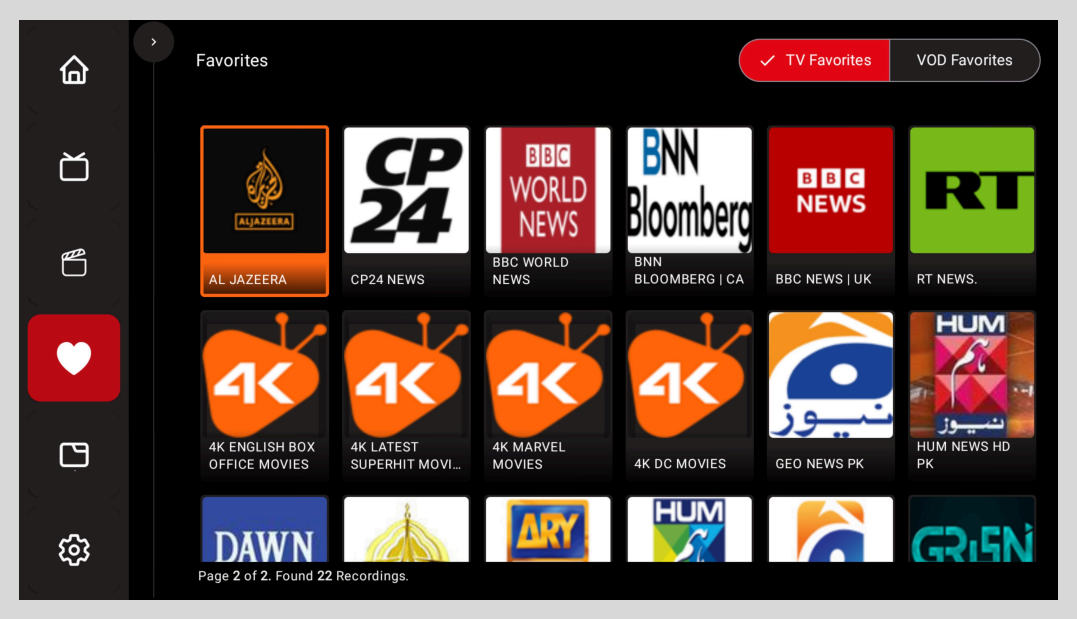 Favorites
TV Favorites
VOD Favorites
ALJAZEERA
CP
24
BBC
WORLD
NEWS
BNN
Bloomberg
BBC
NEWS
RT
AL JAZEERA
CP24 NEWS
BBC WORLD
NEWS
BNN
BLOOMBERG | CA
BBC NEWS | UK
RT NEWS.
4K
4K
4K
4K
نيوز
HUM
ہم
نیوز
4K ENGLISH BOX
OFFICE MOVIES
4K LATEST
SUPERHIT MOVI...
4K MARVEL
MOVIES
4K DC MOVIES
GEO NEWS PK
HUM NEWS HD
PK
DAWN
ARY
HUM
Page 2 of 2. Found 22 Recordings.